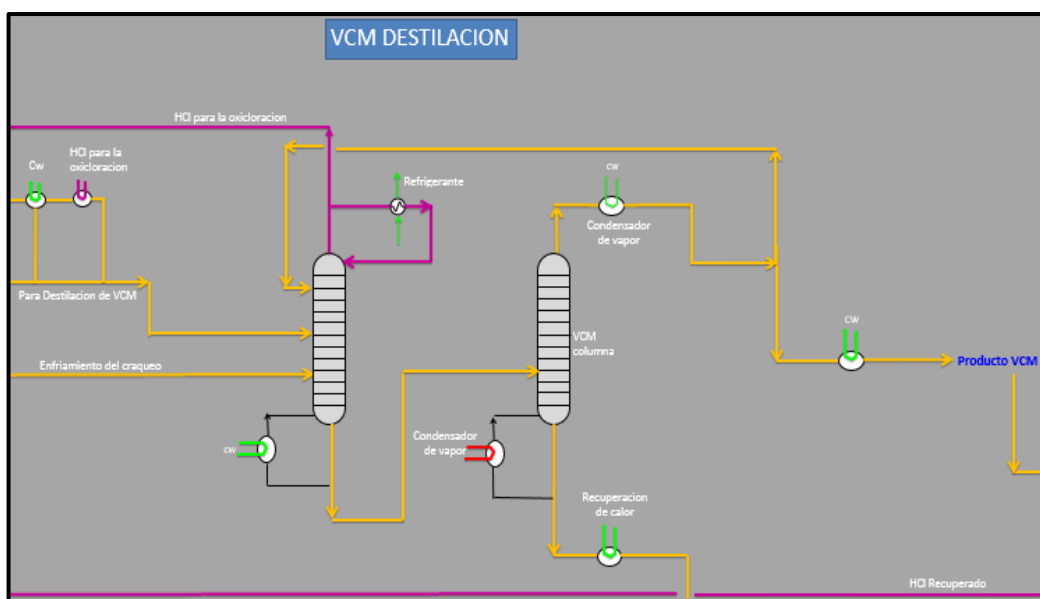 VCM DESTILACION
HCl para la oxicloracion
Cw
HCl para la
oxicloracion
Refrigerante
cw
Condensador
de vapor
Para Destilacion de VCM
VCM
columna
cw
Enfriamiento del craqueo
Producto VCM
cw
Condensador
de vapor
Recuperacion
de calor
HCl Recuperado